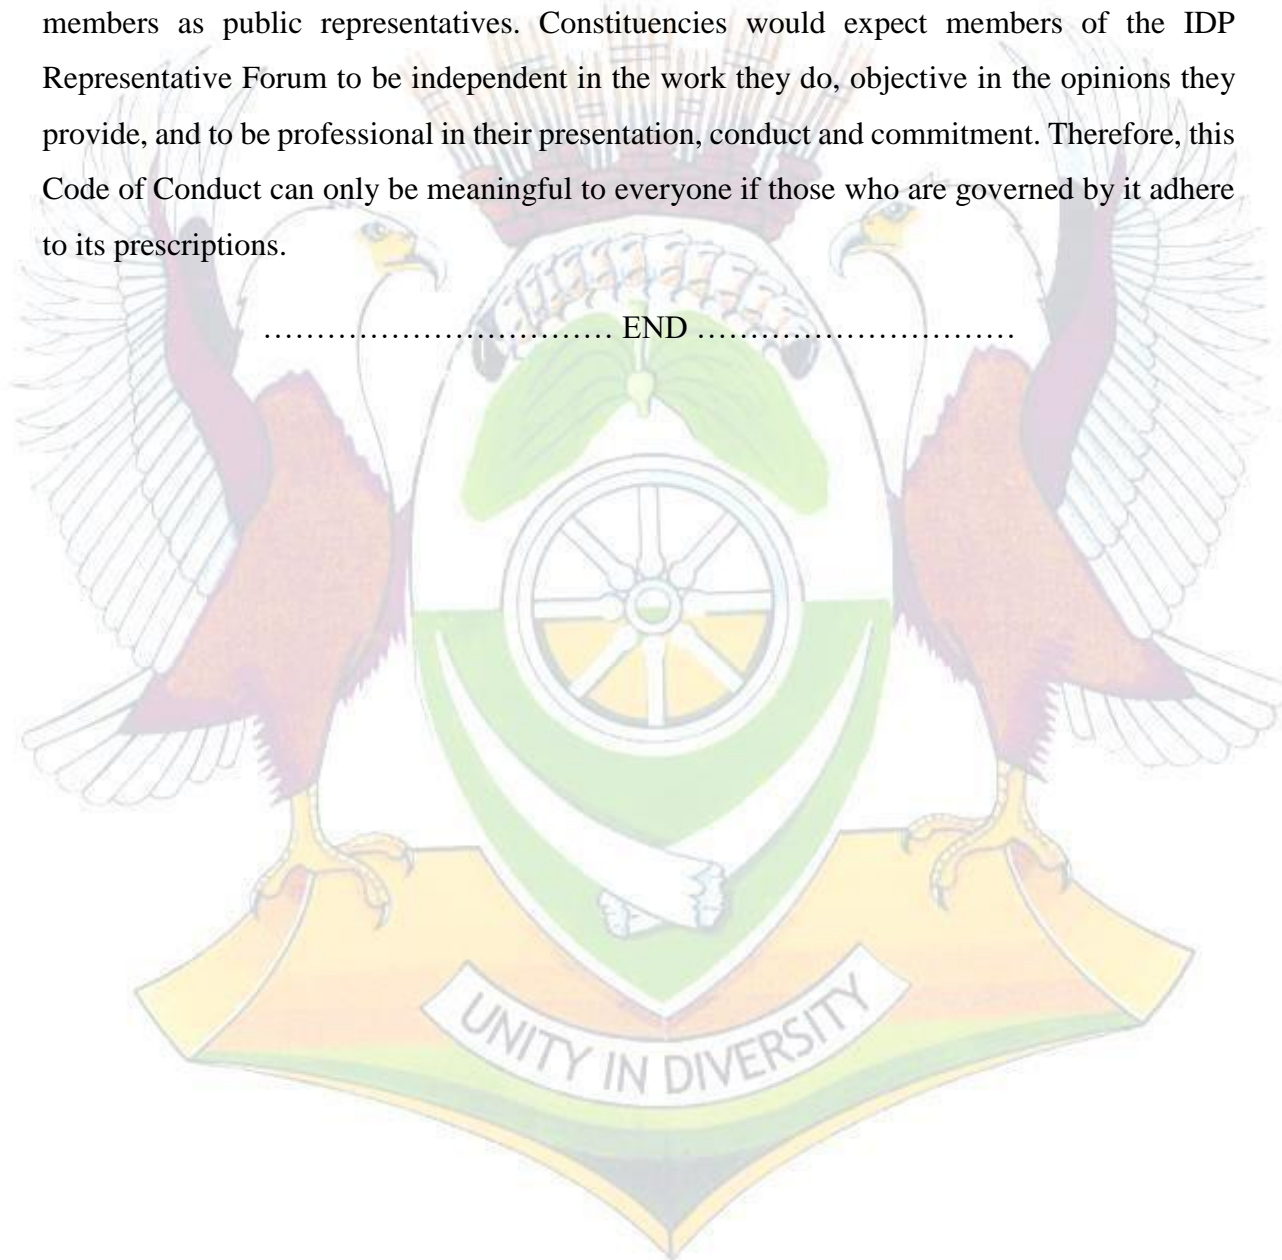 members as public representatives. Constituencies would expect members of the IDP
Representative Forum to be independent in the work they do, objective in the opinions they
provide, and to be professional in their presentation, conduct and commitment. Therefore, this
Code of Conduct can only be meaningful to everyone if those who are governed by it adhere
to its prescriptions.
…………………………… END …………………………
UNITY IN DIVERSITY